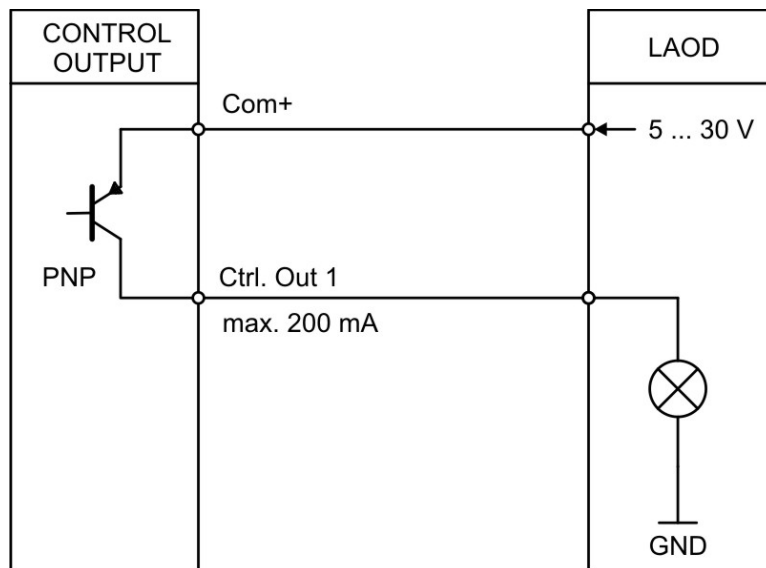 CONTROL
OUTPUT
LAOD
Com+
5 ... 30 V
PNP
Ctrl. Out 1
max. 200 mA
GND